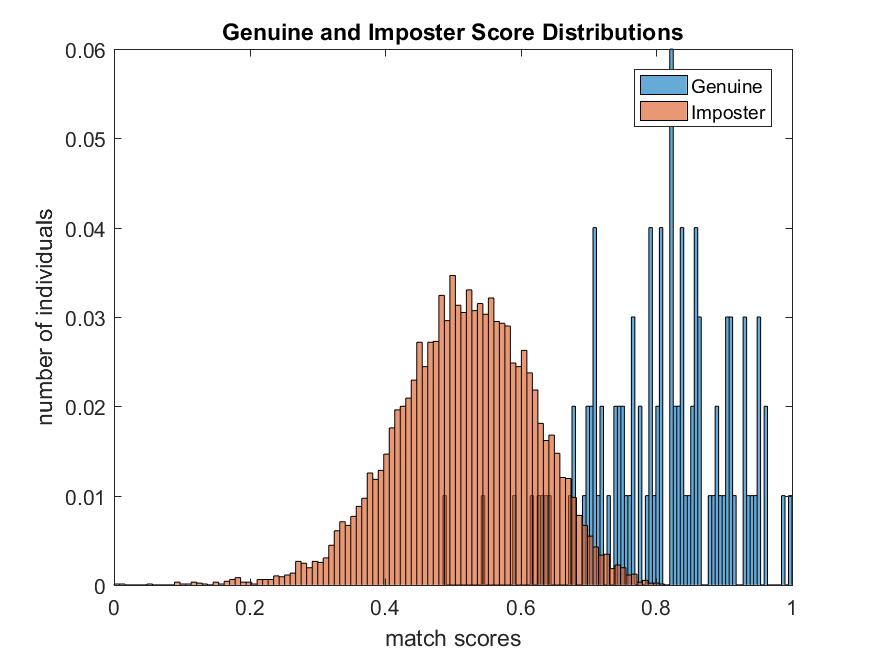 Genuine and Imposter Score Distributions
0.06
0.05
0.04
0.03
0.02
0.01
0
number of individuals
Genuine
Imposter
0 0.2 0.4 0.6 0.8 1
match scores